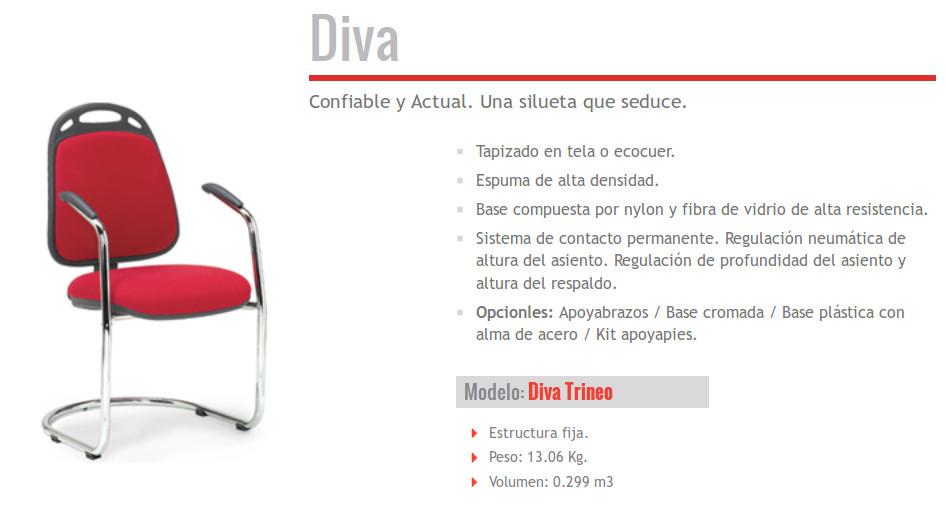 Diva
Confiable y Actual. Una silueta que seduce.
Tapizado en tela o ecocuer.
Espuma de alta densidad.
Base compuesta por nylon y fibra de vidrio de alta resistencia.
Sistema de contacto permanente. Regulación neumática de
altura del asiento. Regulación de profundidad del asiento y
altura del respaldo.
Opcionles: Apoyabrazos / Base cromada / Base plástica con
alma de acero / Kit apoyapies.
Modelo: Diva Trineo
Estructura fija.
Peso: 13.06 Kg.
Volumen: 0.299 m3